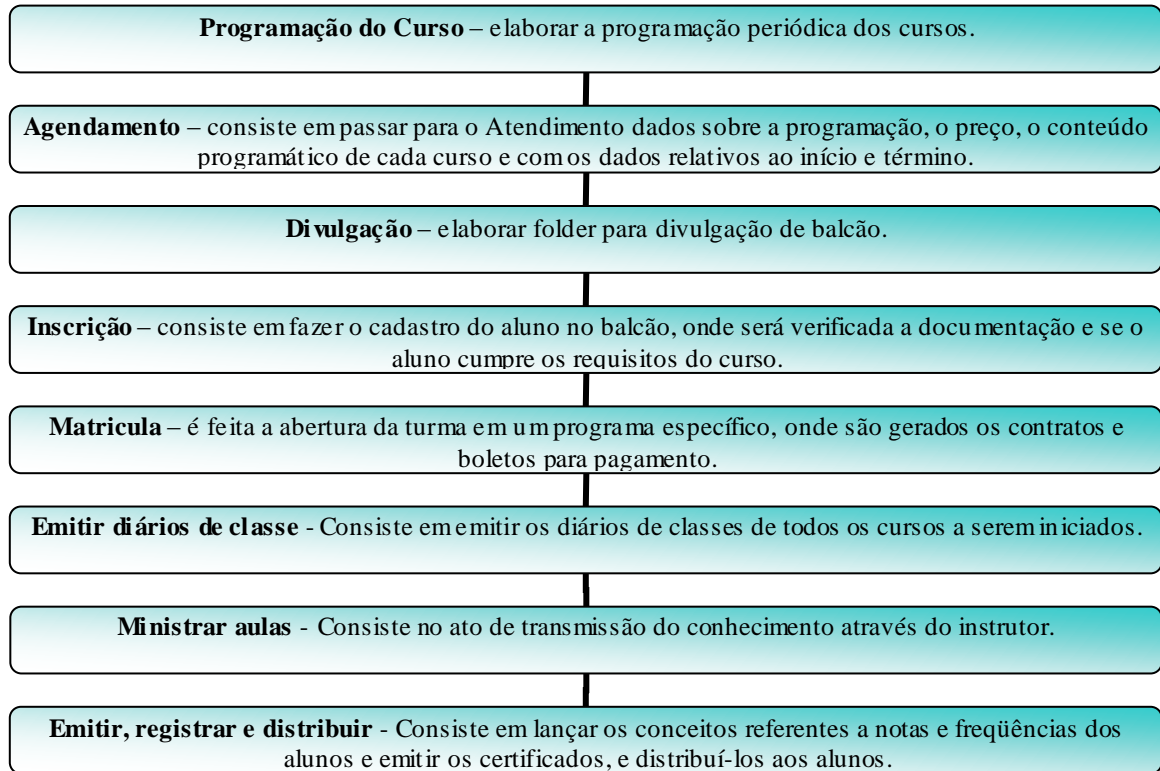 Programação do Curso – elaborar a programação periódica dos cursos.
Agendamento – consiste em passar para o Atendimento dados sobre a programação, o preço, o conteúdo
programático de cada curso e com os dados relativos ao início e término.
Divulgação – elaborar folder para divulgação de balcão.
Inscrição – consiste em fazer o cadastro do aluno no balcão, onde será verificada a documentação e se o
aluno cumpre os requisitos do curso.
Matricula – é feita a abertura da turma em um programa específico, onde são gerados os contratos e
boletos para pagamento.
Emitir diários de classe - Consiste em emitir os diários de classes de todos os cursos a serem iniciados.
Ministrar aulas - Consiste no ato de transmissão do conhecimento através do instrutor.
Emitir, registrar e distribuir - Consiste em lançar os conceitos referentes a notas e freqüências dos
alunos e emitir os certificados, e distribuí-los aos alunos.